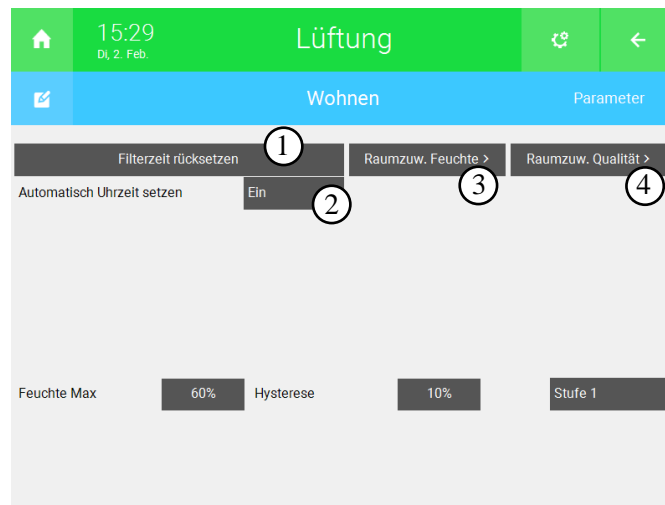 15:29
Di, 2. Feb.
Lüftung
Wohnen
Parameter
1
Filterzeit rücksetzen
Raumzuw. Feuchte >
Raumzuw. Qualität >
3
4
Automatisch Uhrzeit setzen
Ein
2
Feuchte Max
60%
Hysterese
10%
Stufe 1